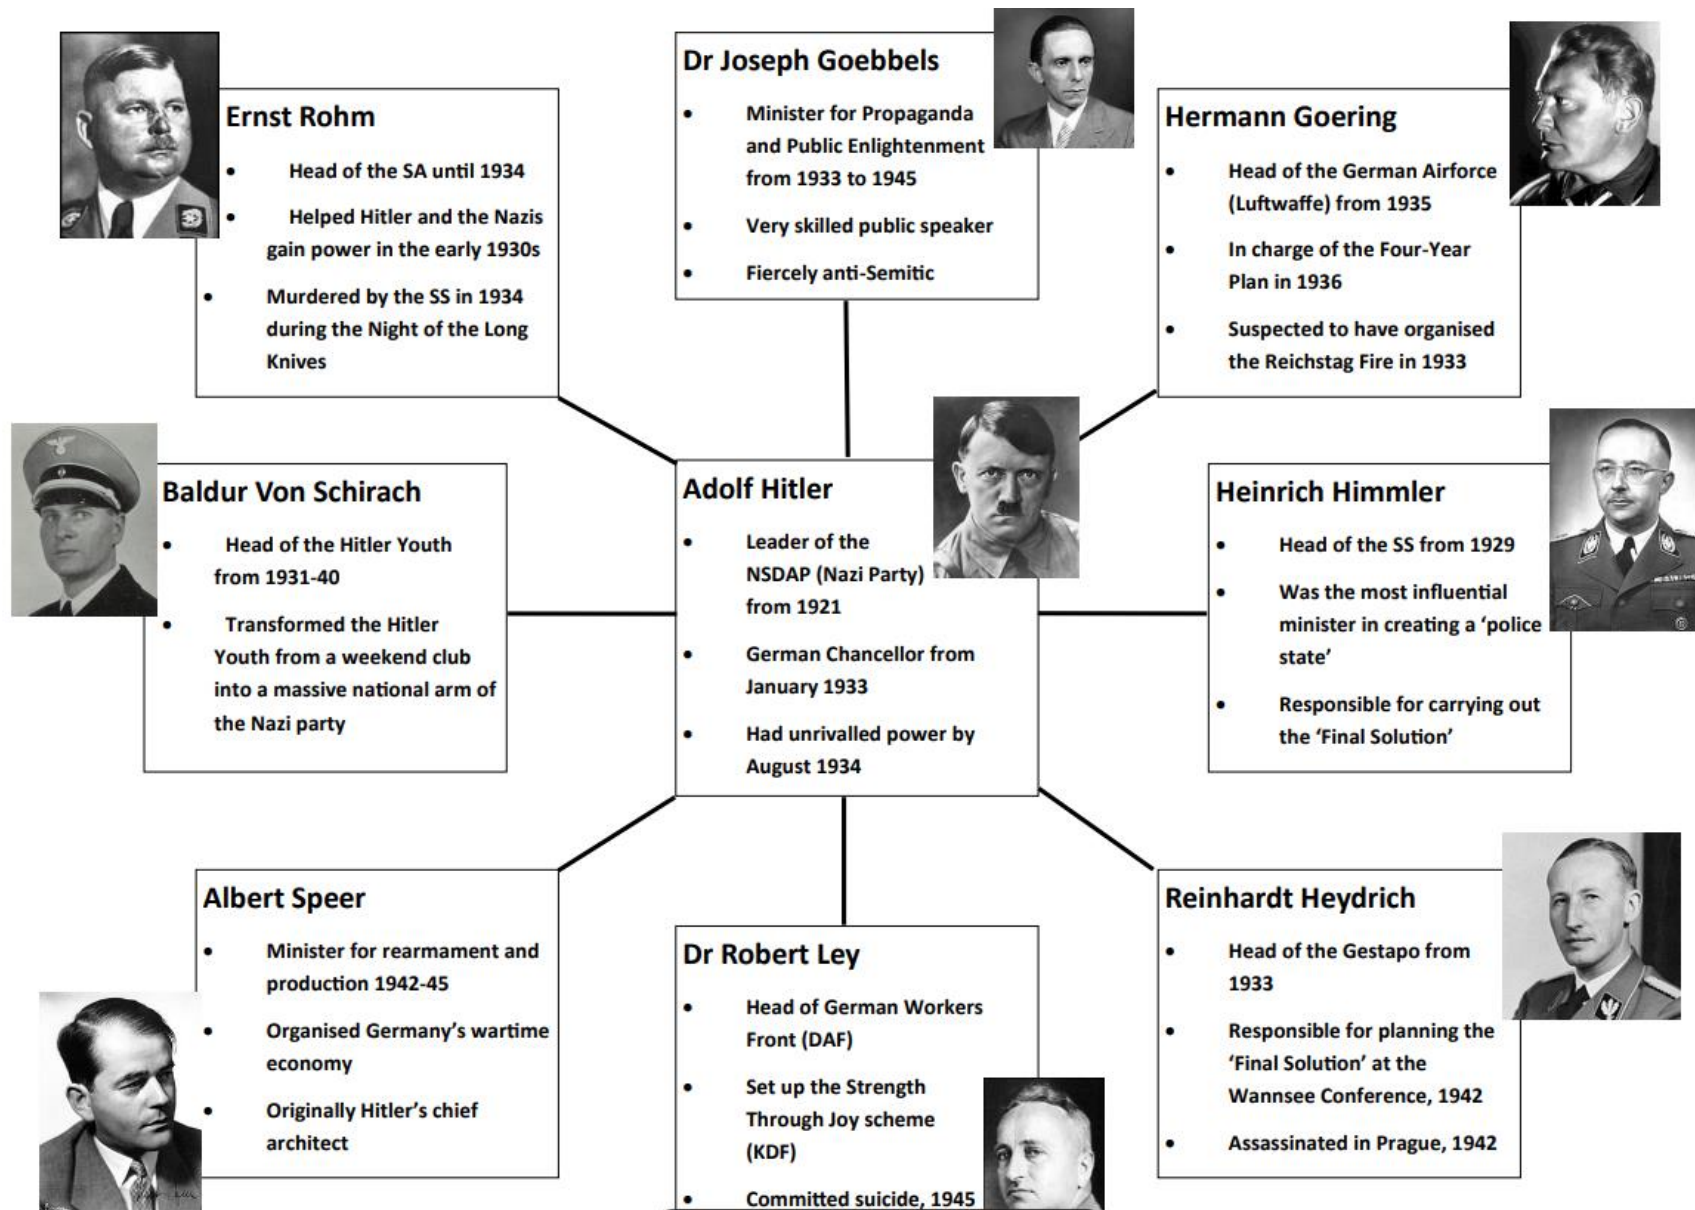 Ernst Rohm
• Head of the SA until 1934
• Helped Hitler and the Nazis
gain power in the early 1930s
• Murdered by the SS in 1934
during the Night of the Long
Knives
Dr Joseph Goebbels
• Minister for Propaganda
and Public Enlightenment
from 1933 to 1945
• Very skilled public speaker
• Fiercely anti-Semitic
Hermann Goering
• Head of the German Airforce
(Luftwaffe) from 1935
• In charge of the Four-Year
Plan in 1936
• Suspected to have organised
the Reichstag Fire in 1933
Baldur Von Schirach
• Head of the Hitler Youth
from 1931-40
• Transformed the Hitler
Youth from a weekend club
into a massive national arm of
the Nazi party
Adolf Hitler
• Leader of the
NSDAP (Nazi Party)
from 1921
• German Chancellor from
January 1933
• Had unrivalled power by
August 1934
Heinrich Himmler
• Head of the SS from 1929
• Was the most influential
minister in creating a ‘police
state’
• Responsible for carrying out
the ‘Final Solution’
Albert Speer
• Minister for rearmament and
production 1942-45
• Organised Germany’s wartime
economy
• Originally Hitler’s chief
architect
Dr Robert Ley
• Head of German Workers
Front (DAF)
• Set up the Strength
Through Joy scheme
(KDF)
• Committed suicide, 1945
Reinhardt Heydrich
• Head of the Gestapo from
1933
• Responsible for planning the
‘Final Solution’ at the
Wannsee Conference, 1942
• Assassinated in Prague, 1942